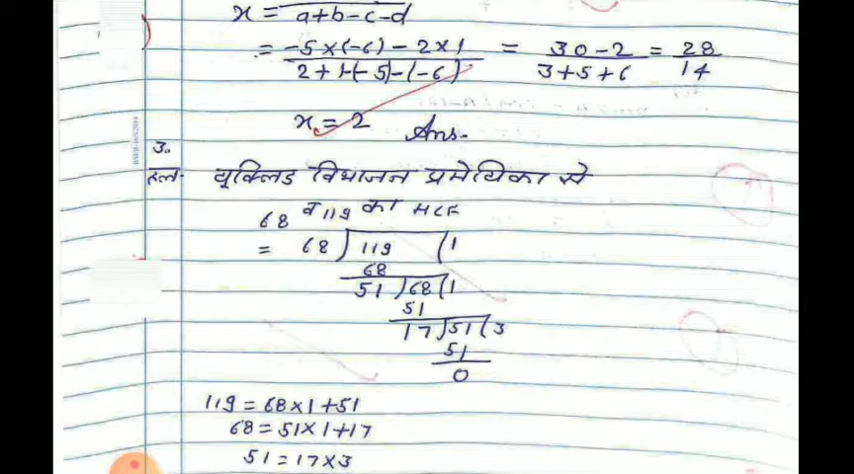 x = a+b-c-d
= -5×(-6) - 2×1 / 2+1-(-5)-(-6) = 30-2 / 3+5+6 = 28 / 14
x = 2 Ans.
3.
हल- यूक्लिड विभाजन प्रमेयिका से
68 व 119 का HCF
= 68 ) 119 ( 1
68
51 ) 68 ( 1
51
17 ) 51 ( 3
51
0
119 = 68×1+51
68 = 51×1+17
51 = 17×3